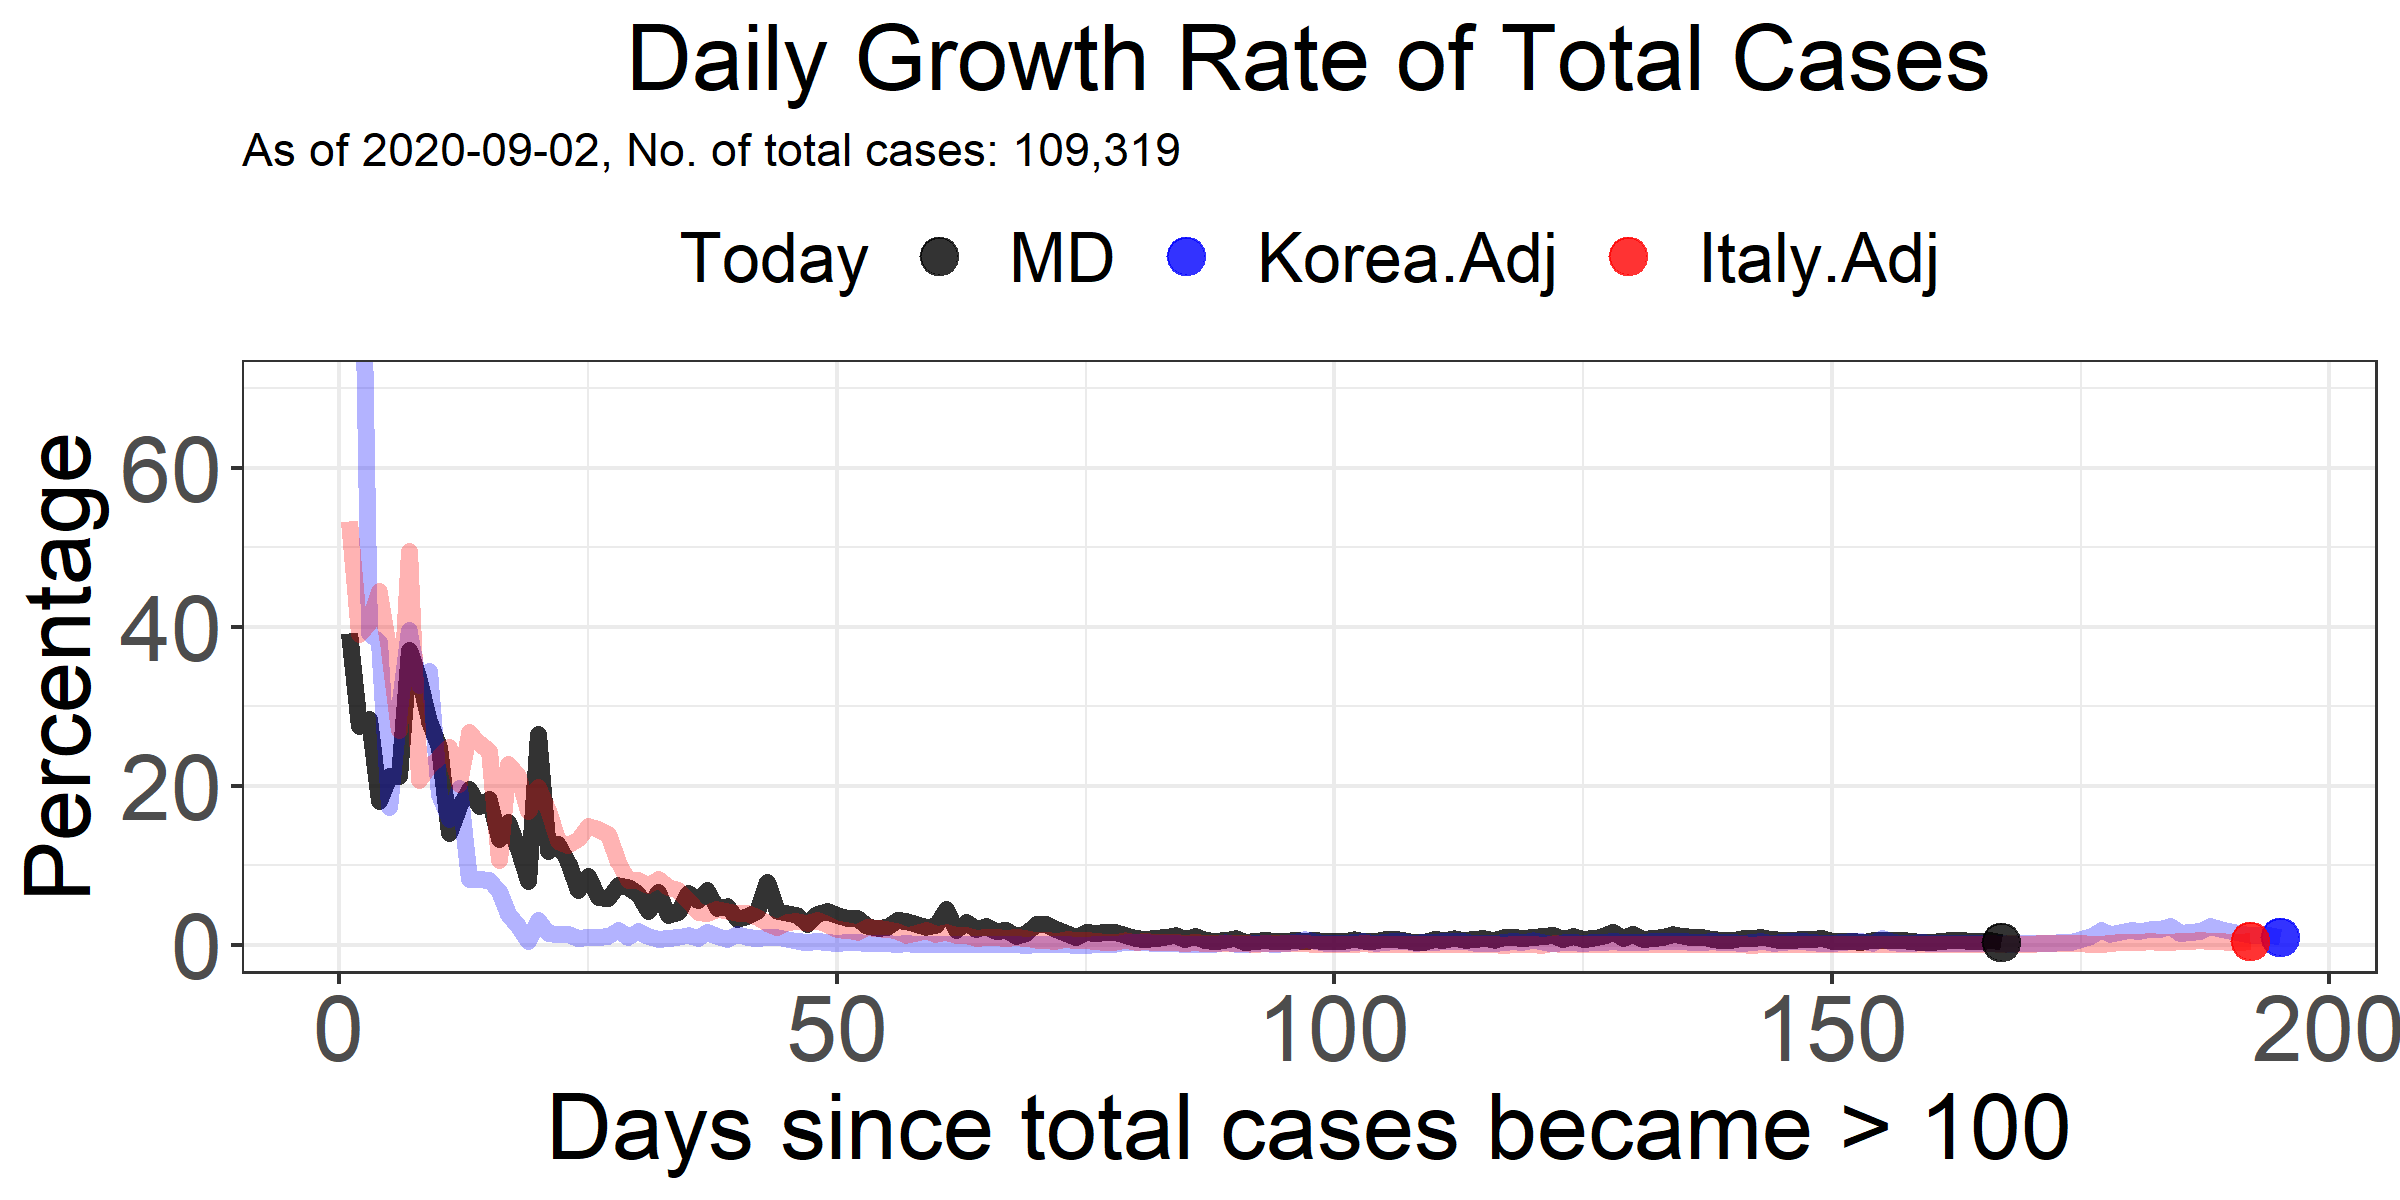 Daily Growth Rate of Total Cases
As of 2020-09-02, No. of total cases: 109,319
Today MD Korea.Adj Italy.Adj
Percentage
60
40
20
0
0 50 100 150 200
Days since total cases became > 100